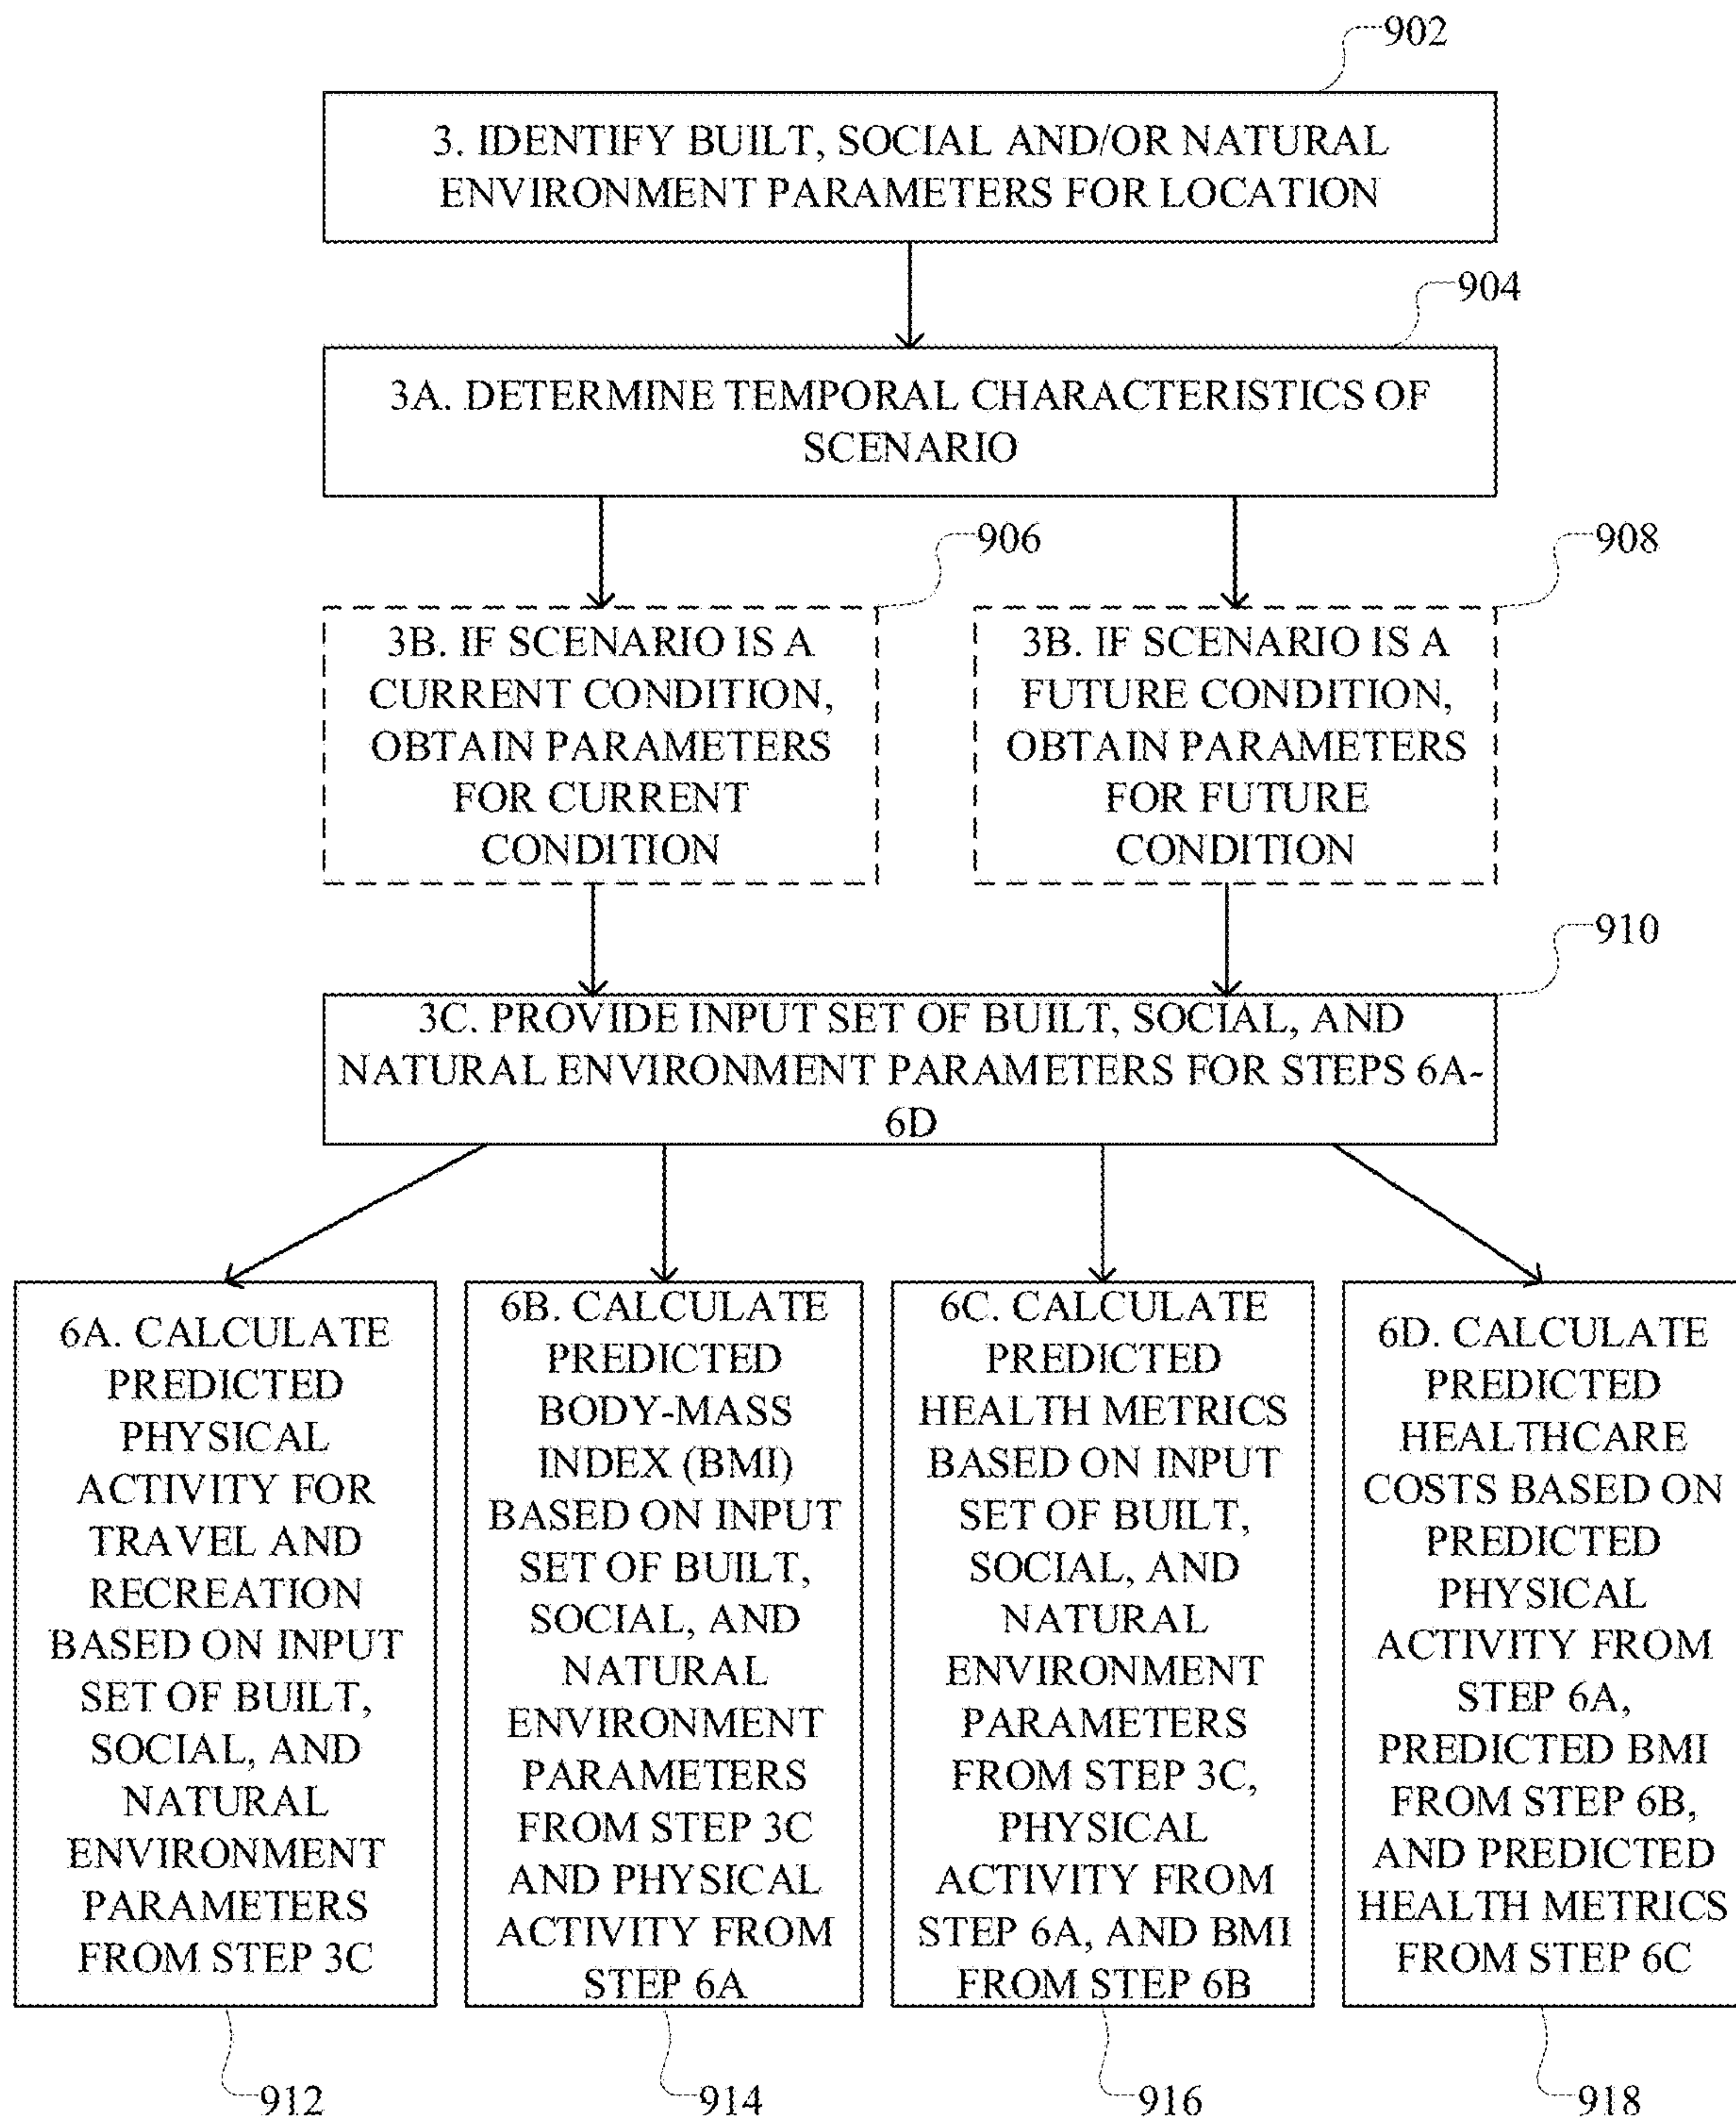 902
3. IDENTIFY BUILT, SOCIAL AND/OR NATURAL
ENVIRONMENT PARAMETERS FOR LOCATION
904
3A. DETERMINE TEMPORAL CHARACTERISTICS OF
SCENARIO
906
3B. IF SCENARIO IS A
CURRENT CONDITION,
OBTAIN PARAMETERS
FOR CURRENT
CONDITION
908
3B. IF SCENARIO IS A
FUTURE CONDITION,
OBTAIN PARAMETERS
FOR FUTURE
CONDITION
910
3C. PROVIDE INPUT SET OF BUILT, SOCIAL, AND
NATURAL ENVIRONMENT PARAMETERS FOR STEPS 6A-
6D
6A. CALCULATE
PREDICTED
PHYSICAL
ACTIVITY FOR
TRAVEL AND
RECREATION
BASED ON INPUT
SET OF BUILT,
SOCIAL, AND
NATURAL
ENVIRONMENT
PARAMETERS
FROM STEP 3C
912
6B. CALCULATE
PREDICTED
BODY-MASS
INDEX (BMI)
BASED ON INPUT
SET OF BUILT,
SOCIAL, AND
NATURAL
ENVIRONMENT
PARAMETERS
FROM STEP 3C
AND PHYSICAL
ACTIVITY FROM
STEP 6A
914
6C. CALCULATE
PREDICTED
HEALTH METRICS
BASED ON INPUT
SET OF BUILT,
SOCIAL, AND
NATURAL
ENVIRONMENT
PARAMETERS
FROM STEP 3C,
PHYSICAL
ACTIVITY FROM
STEP 6A, AND BMI
FROM STEP 6B
916
6D. CALCULATE
PREDICTED
HEALTHCARE
COSTS BASED ON
PREDICTED
PHYSICAL
ACTIVITY FROM
STEP 6A,
PREDICTED BMI
FROM STEP 6B,
AND PREDICTED
HEALTH METRICS
FROM STEP 6C
918